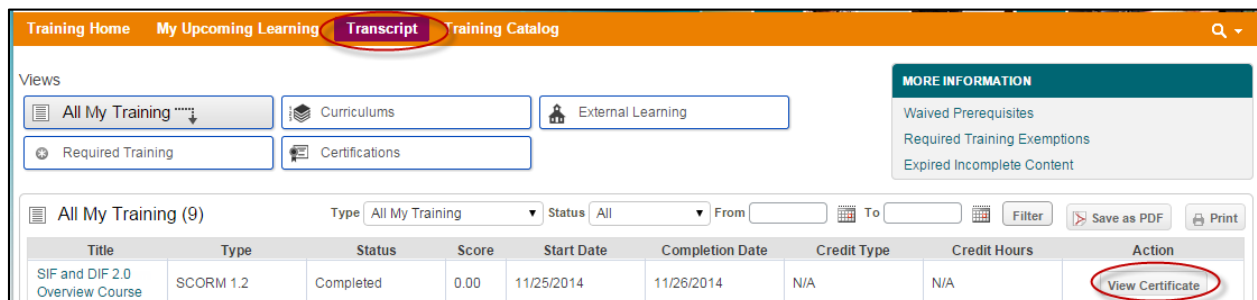 Training Home My Upcoming Learning Transcript Training Catalog
Views
All My Training Curriculums External Learning
Required Training Certifications
MORE INFORMATION
Waived Prerequisites
Required Training Exemptions
Expired Incomplete Content
All My Training (9) Type All My Training Status All From To Filter Save as PDF Print
Title Type Status Score Start Date Completion Date Credit Type Credit Hours Action
SIF and DIF 2.0
Overview Course SCORM 1.2 Completed 0.00 11/25/2014 11/26/2014 N/A N/A View Certificate